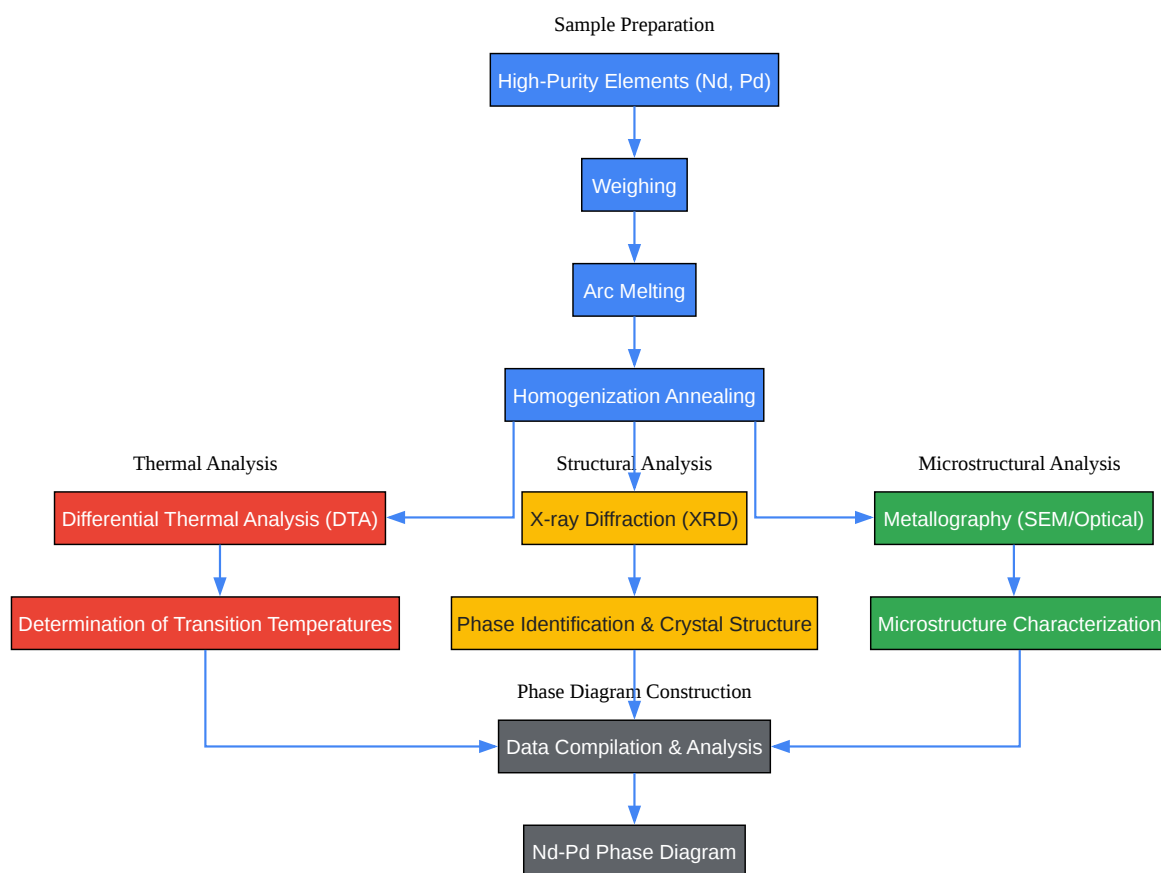 Sample Preparation
High-Purity Elements (Nd, Pd)
Weighing
Arc Melting
Homogenization Annealing
Thermal Analysis
Structural Analysis
Microstructural Analysis
Differential Thermal Analysis (DTA)
X-ray Diffraction (XRD)
Metallography (SEM/Optical)
Determination of Transition Temperatures
Phase Identification & Crystal Structure
Microstructure Characterization
Phase Diagram Construction
Data Compilation & Analysis
Nd-Pd Phase Diagram